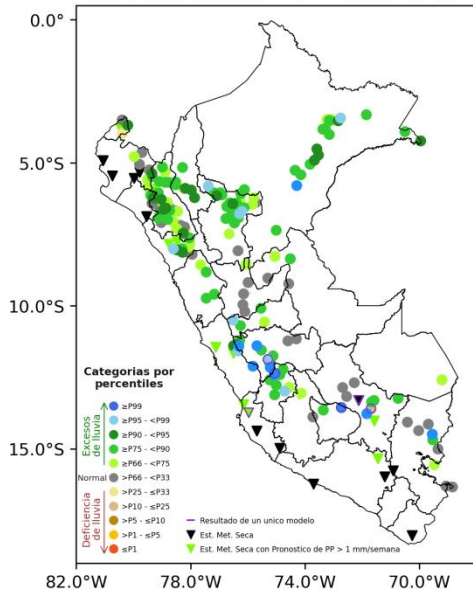 0.0°
5.0°S
10.0°S
15.0°S
82.0°W
78.0°W
74.0°W
70.0°W
Categorias por
percentiles
Excesos
de lluvia
≥P99
≥P95 - <P99
≥P90 - <P95
≥P75 - <P90
≥P66 - <P75
Normal
>P66 - <P33
Deficiencia
de lluvia
>P25 - ≤P33
>P10 - ≤P25
>P5 - ≤P10
>P1 - ≤P5
≤P1
Resultado de un unico modelo
Est. Met. Seca
Est. Met. Seca con Pronostico de PP > 1 mm/semana